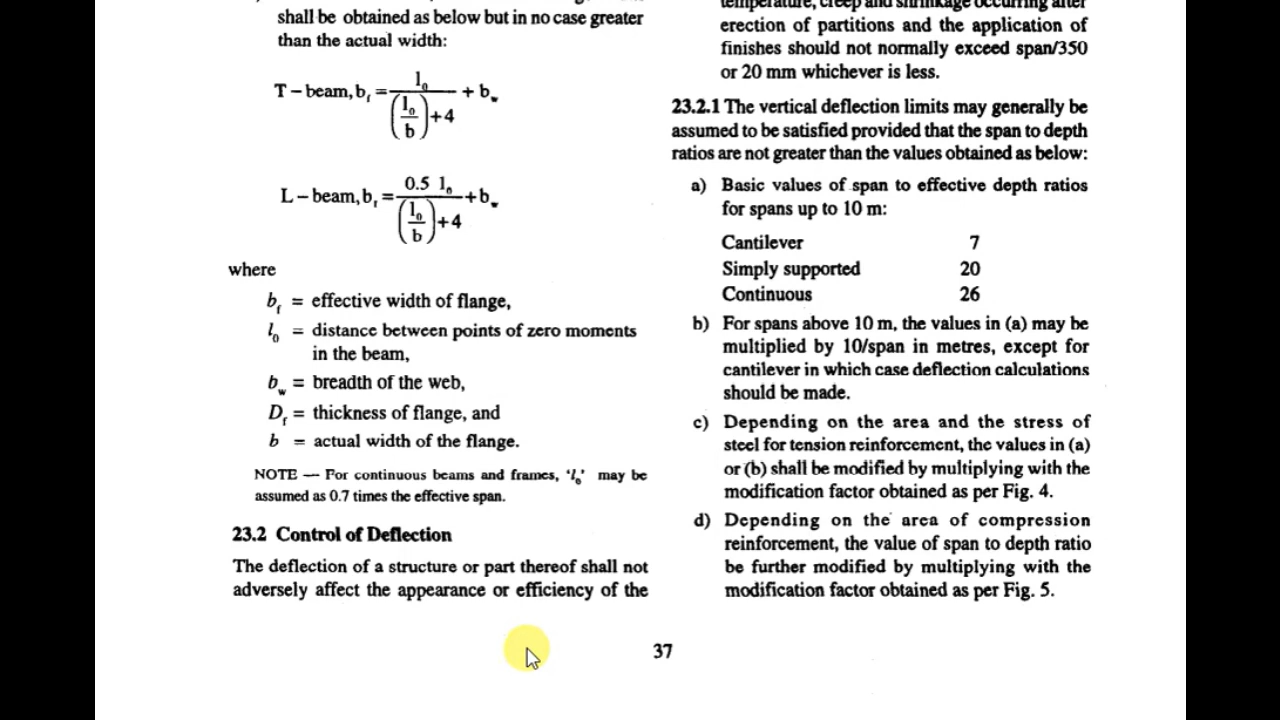 shall be obtained as below but in no case greater
than the actual width:
T – beam, b_f = l_0 / ((l_0 / b) + 4) + b_w
L – beam, b_f = 0.5 l_0 / ((l_0 / b) + 4) + b_w
where
b_f = effective width of flange,
l_0 = distance between points of zero moments
in the beam,
b_w = breadth of the web,
D_f = thickness of flange, and
b = actual width of the flange.
NOTE — For continuous beams and frames, ‘l_0’ may be
assumed as 0.7 times the effective span.
23.2 Control of Deflection
The deflection of a structure or part thereof shall not
adversely affect the appearance or efficiency of the
temperature, creep and shrinkage occurring after
erection of partitions and the application of
finishes should not normally exceed span/350
or 20 mm whichever is less.
23.2.1 The vertical deflection limits may generally be
assumed to be satisfied provided that the span to depth
ratios are not greater than the values obtained as below:
a) Basic values of span to effective depth ratios
for spans up to 10 m:
Cantilever 7
Simply supported 20
Continuous 26
b) For spans above 10 m, the values in (a) may be
multiplied by 10/span in metres, except for
cantilever in which case deflection calculations
should be made.
c) Depending on the area and the stress of
steel for tension reinforcement, the values in (a)
or (b) shall be modified by multiplying with the
modification factor obtained as per Fig. 4.
d) Depending on the area of compression
reinforcement, the value of span to depth ratio
be further modified by multiplying with the
modification factor obtained as per Fig. 5.
37